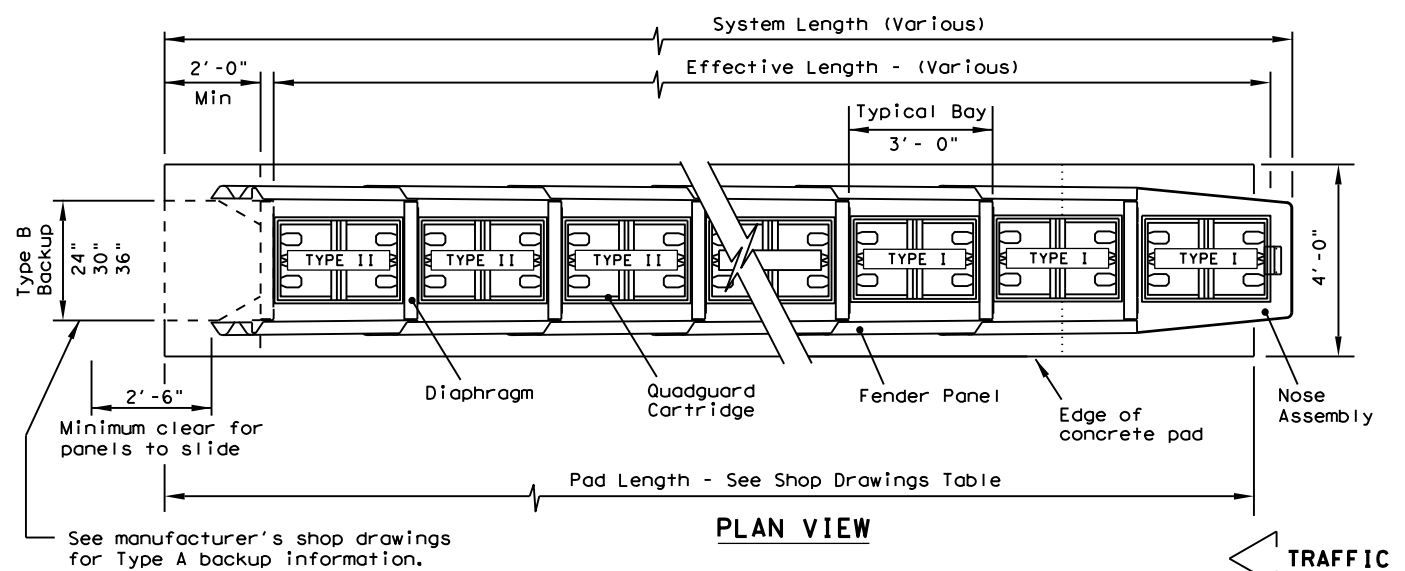 System Length (Various)
2'-0"
Min
Effective Length - (Various)
Typical Bay
3'- 0"
Type B
Backup
24"
30"
36"
TYPE II
TYPE II
TYPE II
TYPE I
TYPE I
TYPE I
4'-0"
Diaphragm
Quadguard
Cartridge
Fender Panel
Edge of
concrete pad
Nose
Assembly
2'-6"
Minimum clear for
panels to slide
Pad Length - See Shop Drawings Table
See manufacturer's shop drawings
for Type A backup information.
PLAN VIEW
TRAFFIC